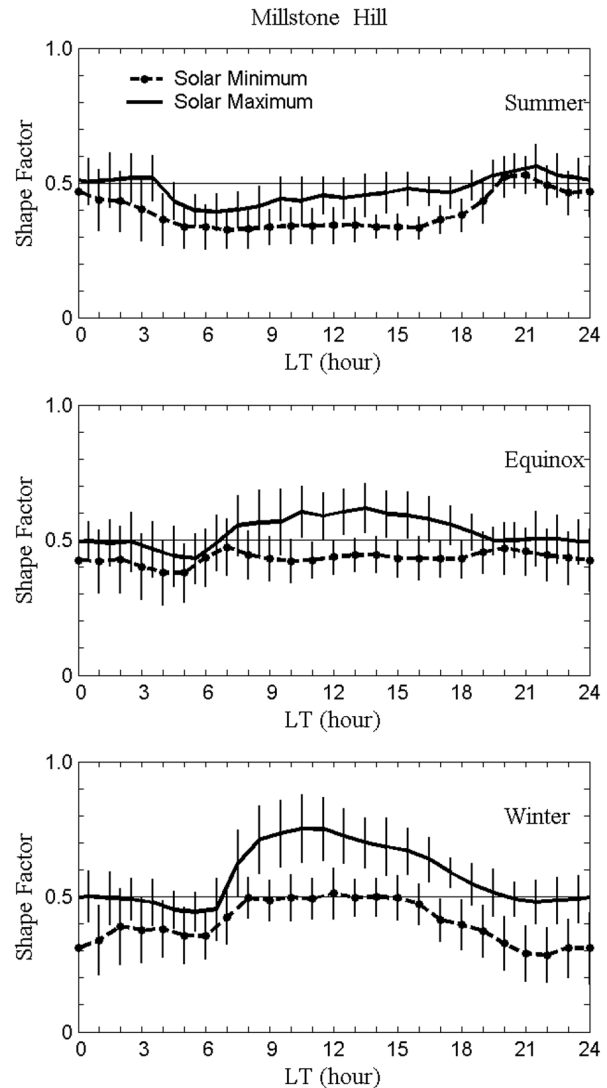 Millstone Hill
1.0
Solar Minimum
Solar Maximum
Summer
Shape Factor
0.5
0
0 3 6 9 12 15 18 21 24
LT (hour)
1.0
Equinox
Shape Factor
0.5
0
0 3 6 9 12 15 18 21 24
LT (hour)
1.0
Winter
Shape Factor
0.5
0
0 3 6 9 12 15 18 21 24
LT (hour)